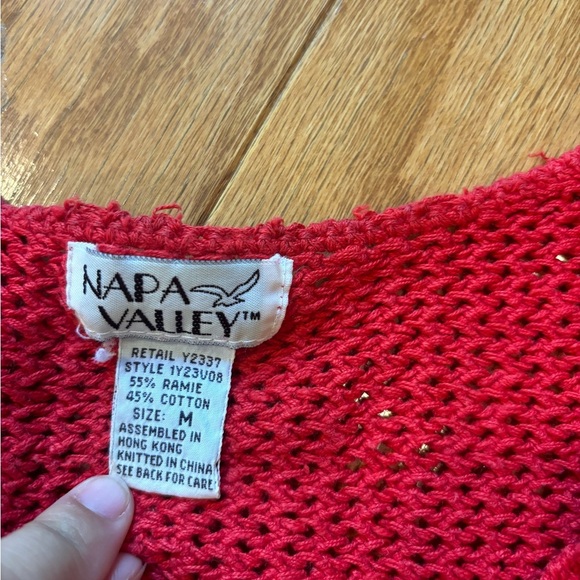 NAPA
VALLEY™
RETAIL Y2337
STYLE 1Y23V08
55% RAMIE
45% COTTON
SIZE: M
ASSEMBLED IN
HONG KONG
KNITTED IN CHINA
SEE BACK FOR CARE